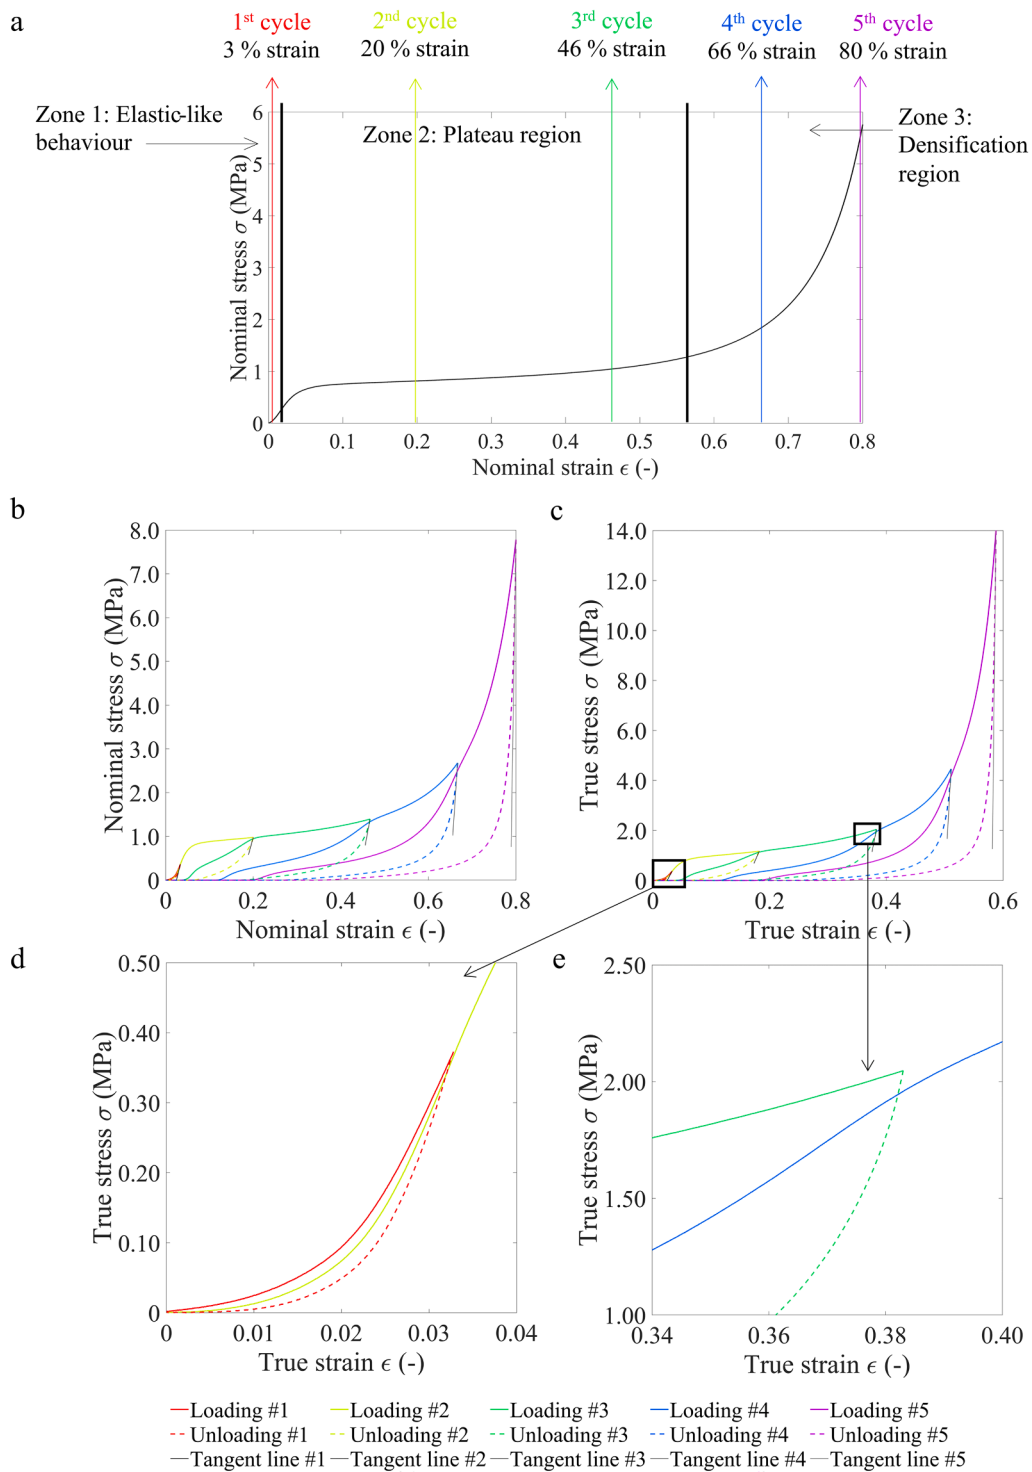 a
1st cycle
3 % strain
2nd cycle
20 % strain
3rd cycle
46 % strain
4th cycle
66 % strain
5th cycle
80 % strain
Zone 1: Elastic-like
behaviour
Zone 2: Plateau region
Zone 3:
Densification
region
Nominal stress σ (MPa)
6
5
4
3
2
1
0
0 0.1 0.2 0.3 0.4 0.5 0.6 0.7 0.8
Nominal strain ϵ (-)
b
Nominal stress σ (MPa)
8.0
7.0
6.0
5.0
4.0
3.0
2.0
1.0
0
0 0.2 0.4 0.6 0.8
Nominal strain ϵ (-)
c
True stress σ (MPa)
14.0
12.0
10.0
8.0
6.0
4.0
2.0
0
0 0.2 0.4 0.6
True strain ϵ (-)
d
True stress σ (MPa)
0.50
0.40
0.30
0.20
0.10
0
0 0.01 0.02 0.03 0.04
True strain ϵ (-)
e
True stress σ (MPa)
2.50
2.00
1.50
1.00
0.34 0.36 0.38 0.40
True strain ϵ (-)
Loading #1 Loading #2 Loading #3 Loading #4 Loading #5
Unloading #1 Unloading #2 Unloading #3 Unloading #4 Unloading #5
Tangent line #1 Tangent line #2 Tangent line #3 Tangent line #4 Tangent line #5